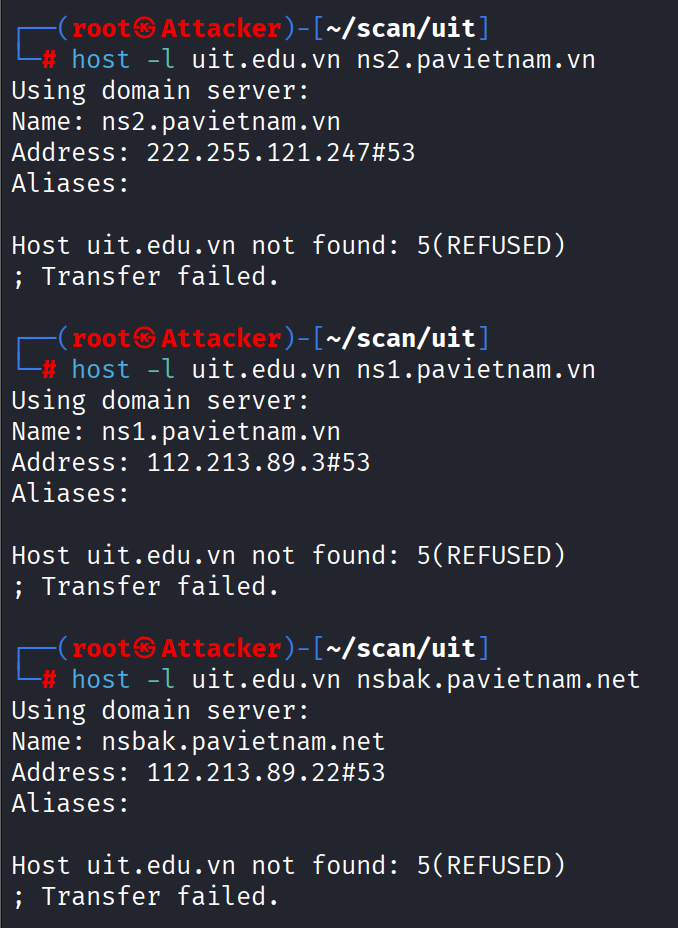 ┌──(root㉿Attacker)-[~/scan/uit]
└─# host -l uit.edu.vn ns2.pavietnam.vn
Using domain server:
Name: ns2.pavietnam.vn
Address: 222.255.121.247#53
Aliases:

Host uit.edu.vn not found: 5(REFUSED)
; Transfer failed.

┌──(root㉿Attacker)-[~/scan/uit]
└─# host -l uit.edu.vn ns1.pavietnam.vn
Using domain server:
Name: ns1.pavietnam.vn
Address: 112.213.89.3#53
Aliases:

Host uit.edu.vn not found: 5(REFUSED)
; Transfer failed.

┌──(root㉿Attacker)-[~/scan/uit]
└─# host -l uit.edu.vn nsbak.pavietnam.net
Using domain server:
Name: nsbak.pavietnam.net
Address: 112.213.89.22#53
Aliases:

Host uit.edu.vn not found: 5(REFUSED)
; Transfer failed.